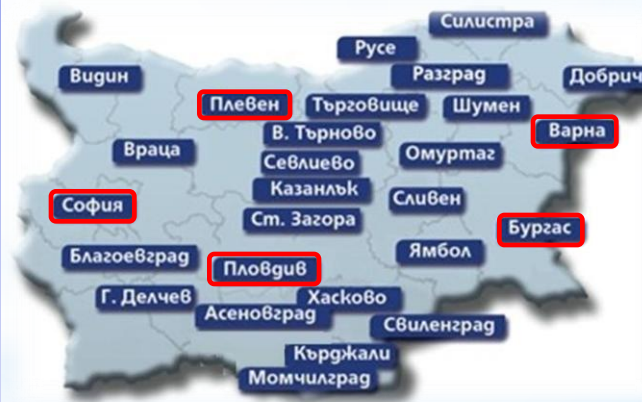 Силистра
Русе
Видин
Разград
Добрич
Плевен
Търговище
Шумен
В. Търново
Варна
Враца
Севлиево
Омуртаг
Казанлък
София
Сливен
Ст. Загора
Бургас
Благоевград
Ямбол
Пловдив
Г. Делчев
Хасково
Асеновград
Свиленград
Кърджали
Момчилград